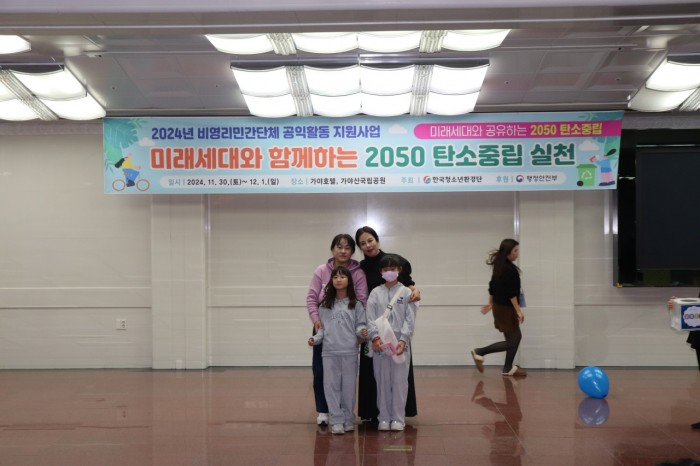 2024년 비영리민간단체 공익활동 지원사업
미래세대와 공유하는 2050 탄소중립
미래세대와 함께하는 2050 탄소중립 실천
일시 | 2024. 11. 30.(토)~ 12. 1.(일) 장소 | 가야호텔, 가야산국립공원 주최 | 한국청소년환경단 후원 | 행정안전부